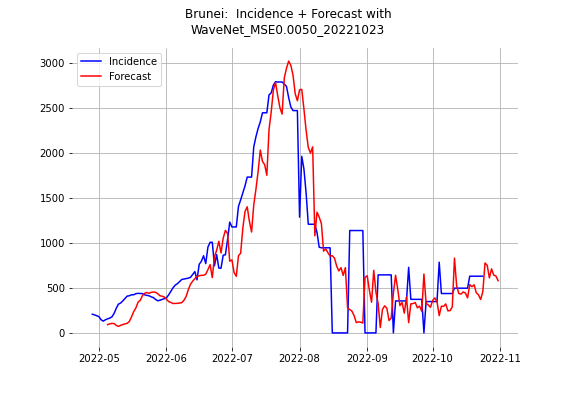 Brunei:  Incidence + Forecast with
WaveNet_MSE0.0050_20221023
Incidence
Forecast
3000
2500
2000
1500
1000
500
0
2022-05 2022-06 2022-07 2022-08 2022-09 2022-10 2022-11